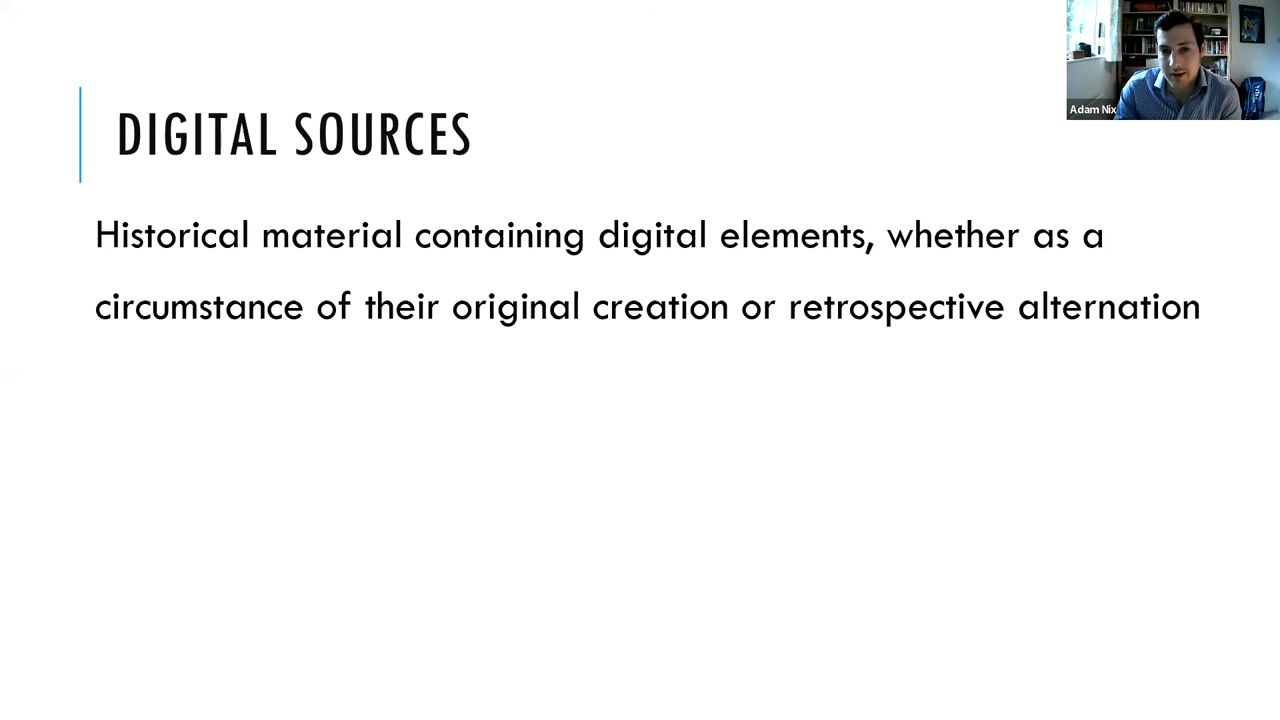 DIGITAL SOURCES
Historical material containing digital elements, whether as a
circumstance of their original creation or retrospective alternation
Adam Nix